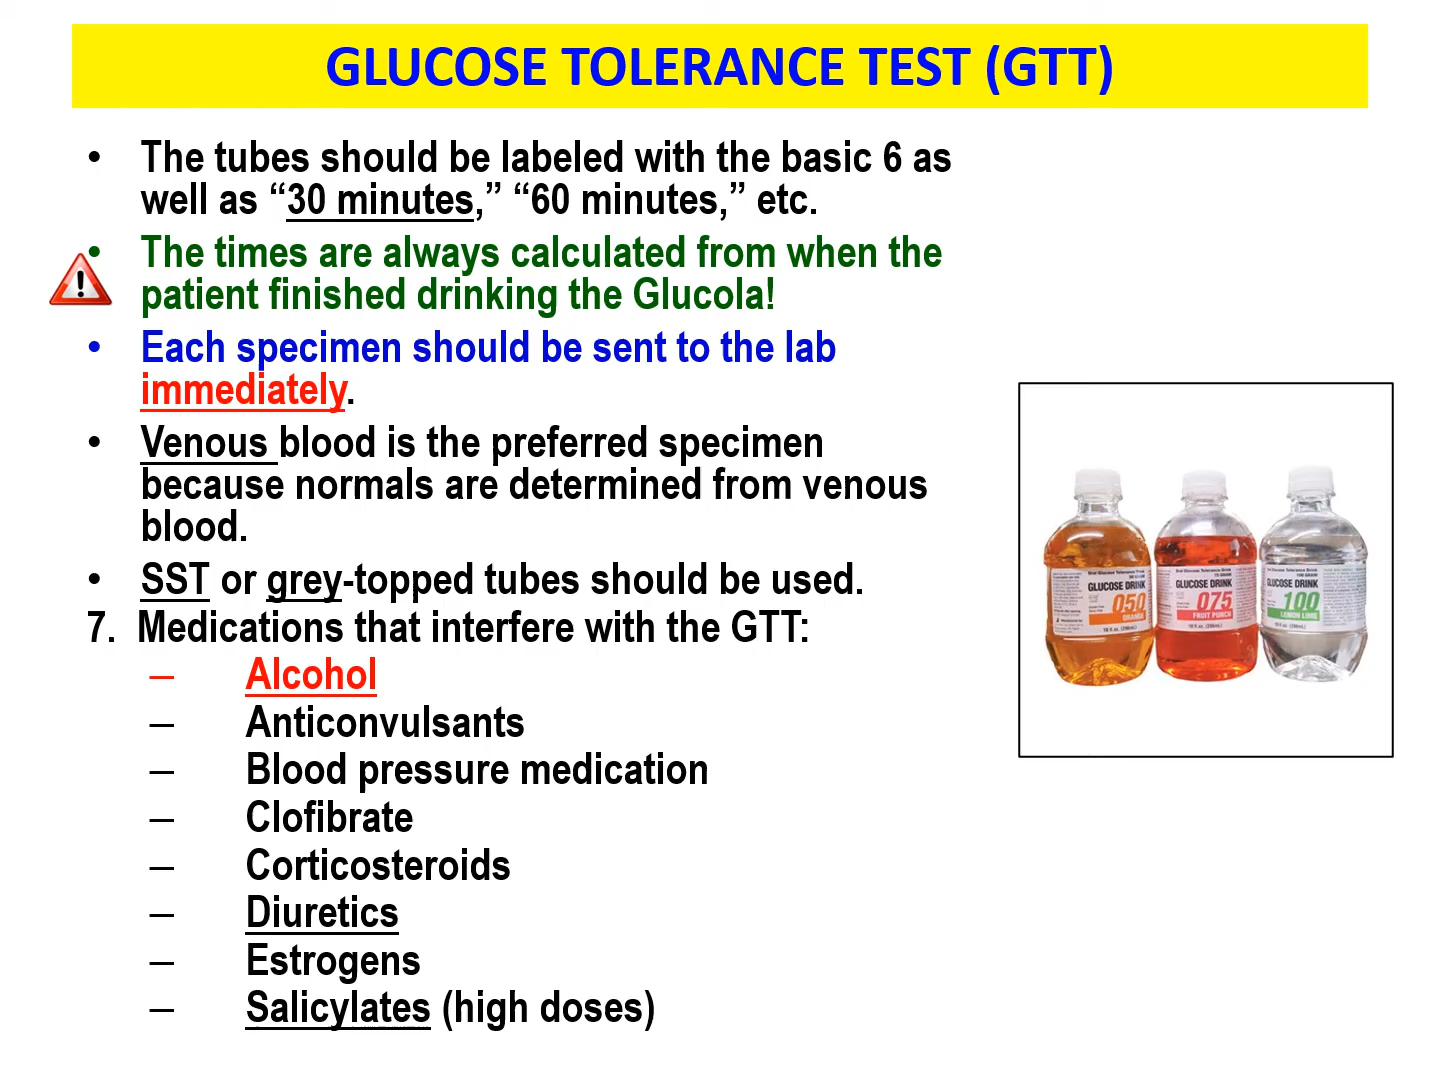 GLUCOSE TOLERANCE TEST (GTT)
• The tubes should be labeled with the basic 6 as
well as “30 minutes,” “60 minutes,” etc.
• The times are always calculated from when the
patient finished drinking the Glucola!
• Each specimen should be sent to the lab
immediately.
• Venous blood is the preferred specimen
because normals are determined from venous
blood.
• SST or grey-topped tubes should be used.
7. Medications that interfere with the GTT:
– Alcohol
– Anticonvulsants
– Blood pressure medication
– Clofibrate
– Corticosteroids
– Diuretics
– Estrogens
– Salicylates (high doses)
GLUCOSE DRINK
050
ORANGE
GLUCOSE DRINK
075
FRUIT PUNCH
GLUCOSE DRINK
100
LEMON LIME